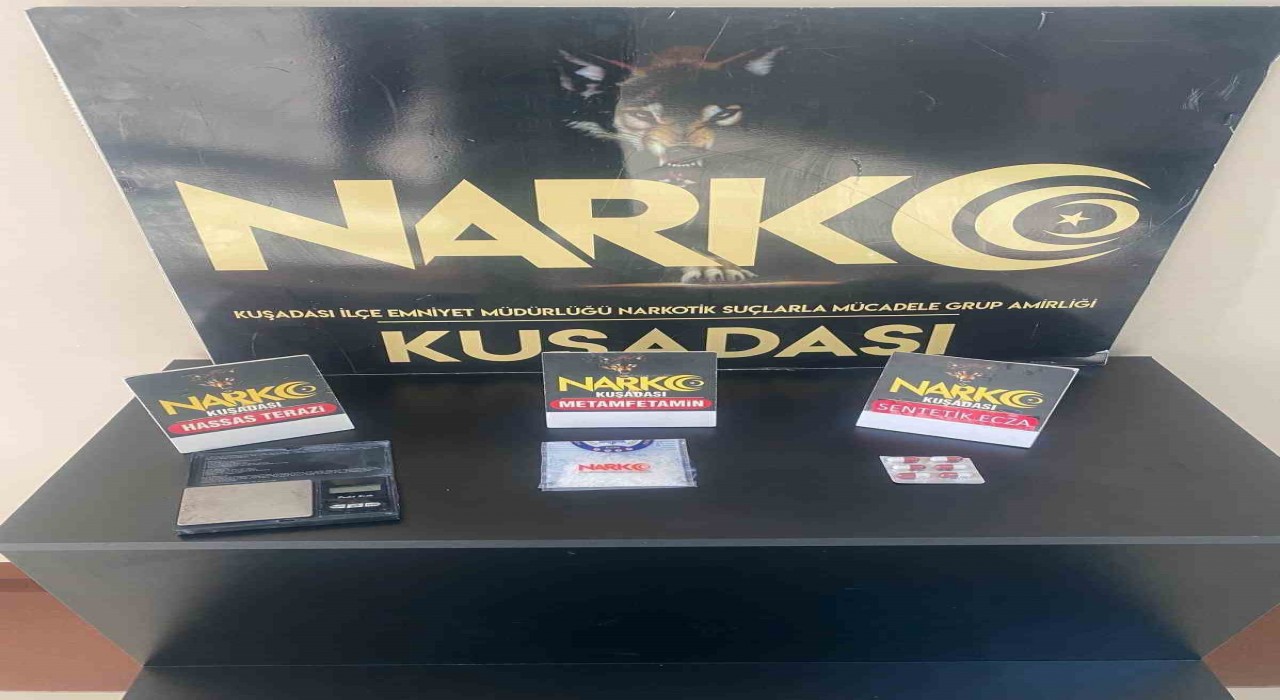 NARKO
KUŞADASI İLÇE EMNİYET MÜDÜRLÜĞÜ NARKOTİK SUÇLARLA MÜCADELE GRUP AMİRLİĞİ
KUŞADASI
NARKO
KUŞADASI
HASSAS TERAZİ
NARKO
KUŞADASI
METAMFETAMİN
NARKO
KUŞADASI
SENTETİK ECZA
NARKO